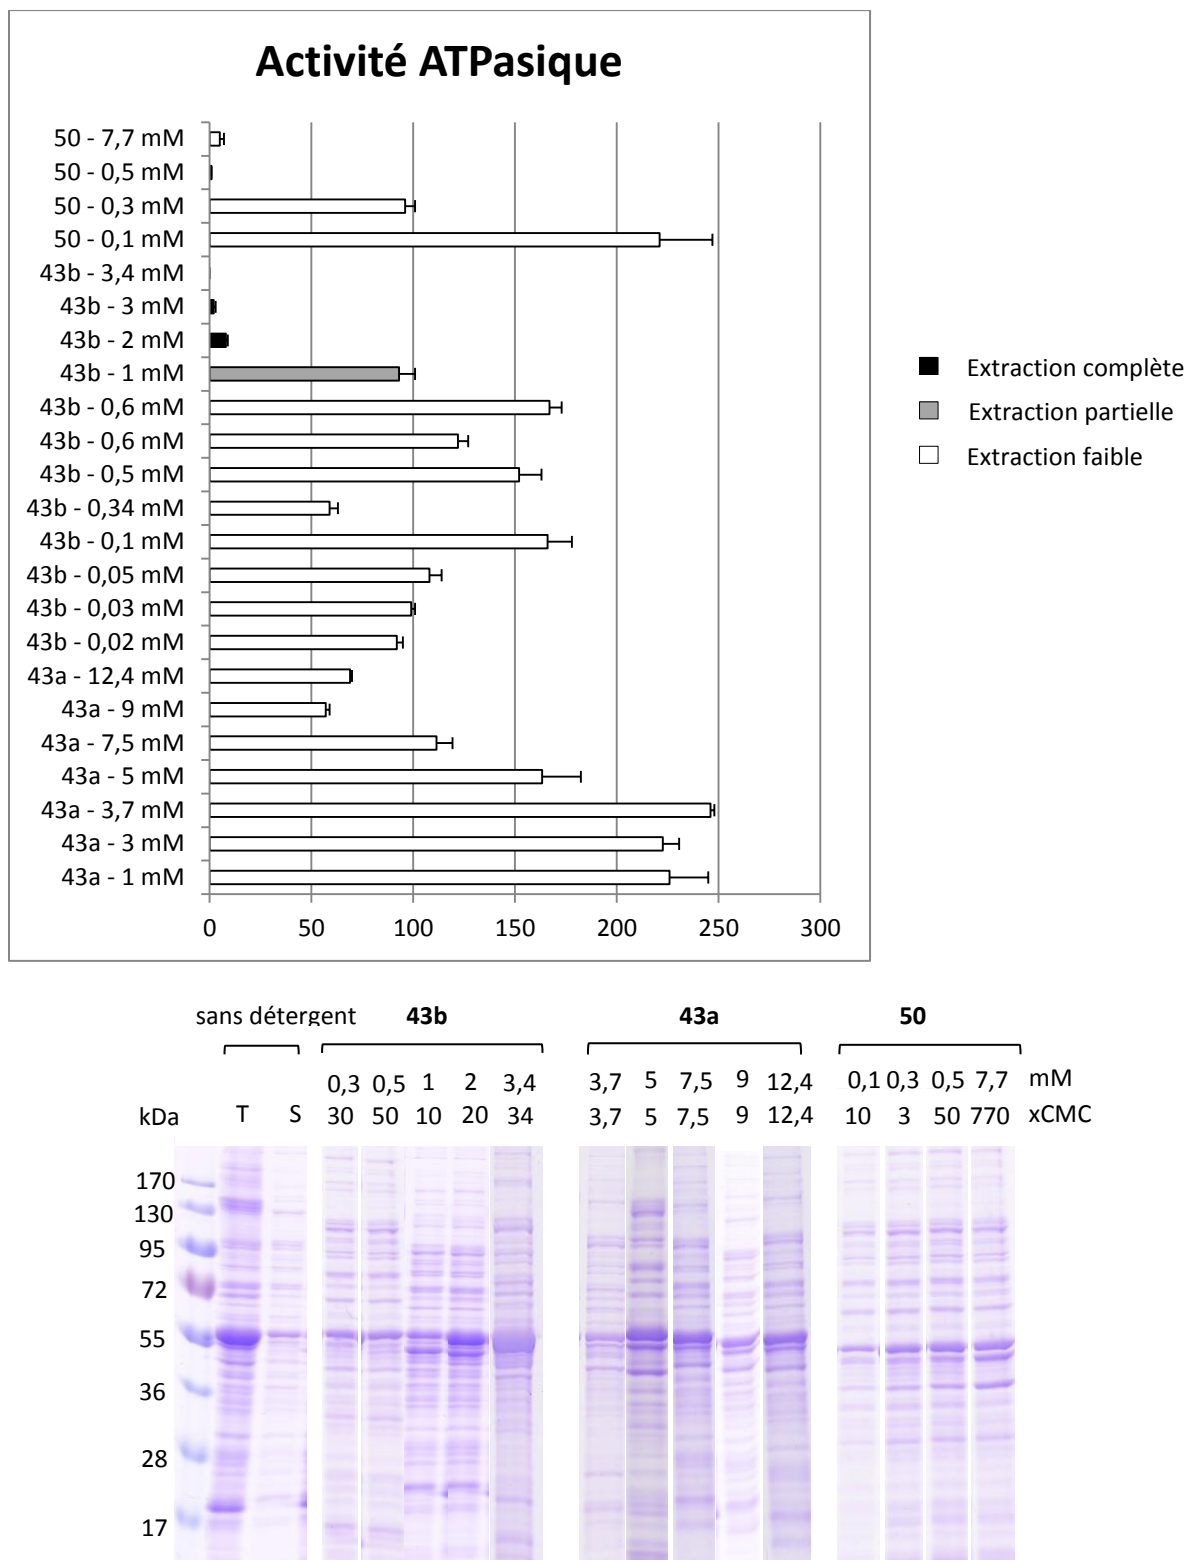 Activité ATPasique
50 - 7,7 mM
50 - 0,5 mM
50 - 0,3 mM
50 - 0,1 mM
43b - 3,4 mM
43b - 3 mM
43b - 2 mM
43b - 1 mM
43b - 0,6 mM
43b - 0,6 mM
43b - 0,5 mM
43b - 0,34 mM
43b - 0,1 mM
43b - 0,05 mM
43b - 0,03 mM
43b - 0,02 mM
43a - 12,4 mM
43a - 9 mM
43a - 7,5 mM
43a - 5 mM
43a - 3,7 mM
43a - 3 mM
43a - 1 mM
0 50 100 150 200 250 300
Extraction complète
Extraction partielle
Extraction faible
sans détergent 43b 43a 50
0,3 0,5 1 2 3,4 3,7 5 7,5 9 12,4 0,1 0,3 0,5 7,7 mM
kDa T S 30 50 10 20 34 3,7 5 7,5 9 12,4 10 3 50 770 xCMC
170
130
95
72
55
36
28
17